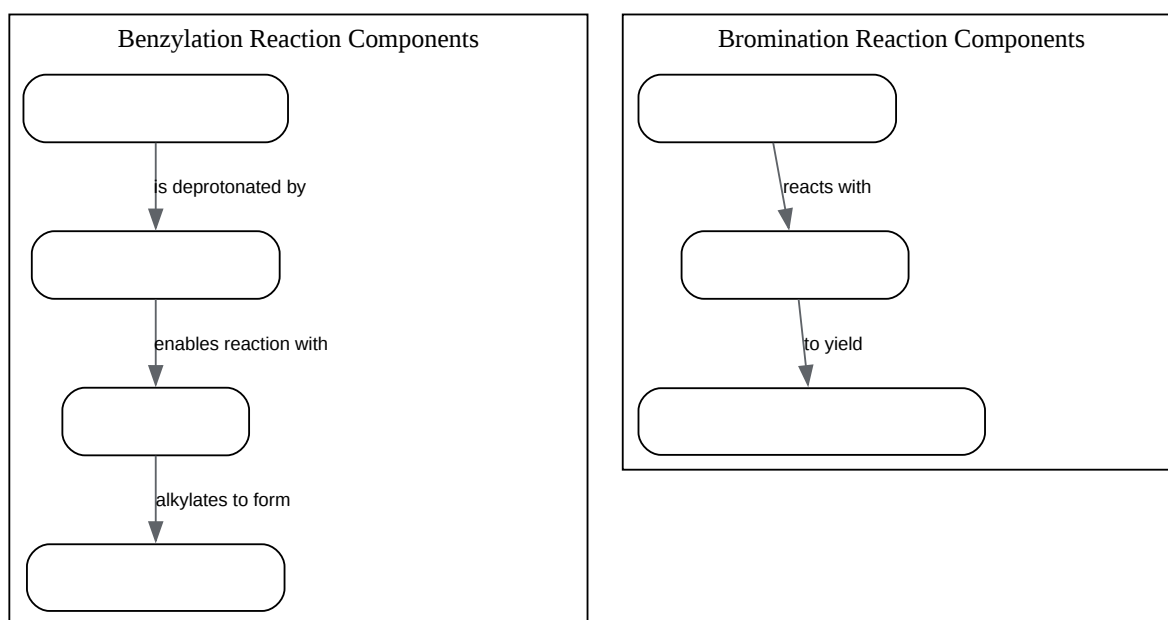 Benzylation Reaction Components
is deprotonated by
enables reaction with
alkylates to form
Bromination Reaction Components
reacts with
to yield